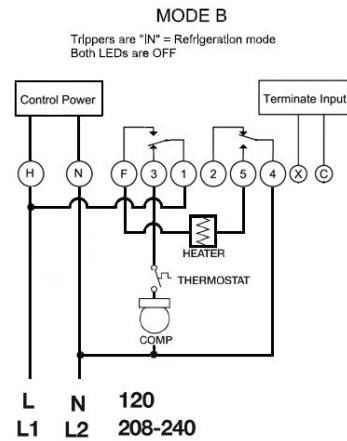 MODE B
Trippers are "IN" = Refrigeration mode
Both LEDs are OFF
Control Power
Terminate Input
H N F 3 1 2 5 4 X C
HEATER
THERMOSTAT
COMP
L N 120
L1 L2 208-240